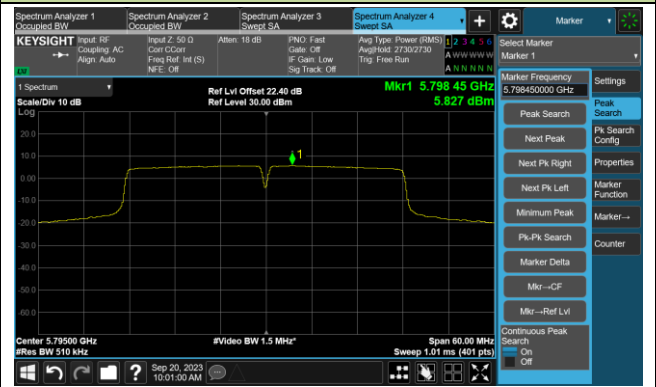 Spectrum Analyzer 1
Occupied BW
Spectrum Analyzer 2
Occupied BW
Spectrum Analyzer 3
Swept SA
Spectrum Analyzer 4
Swept SA
Marker
KEYSIGHT
Input: RF
Coupling: AC
Align: Auto
Input Z: 50 Ω
Corr CCorr
Freq Ref: Int (S)
NFE: Off
Atten: 18 dB
PNO: Fast
Gate: Off
IF Gain: Low
Sig Track: Off
Avg Type: Power (RMS)
Avg|Hold: 2730/2730
Trig: Free Run
1 2 3 4 5 6
A W W W W W
A N N N N N
Select Marker
Marker 1
1 Spectrum
Scale/Div 10 dB
Log
Ref Lvl Offset 22.40 dB
Ref Level 30.00 dBm
Mkr1 5.798 45 GHz
5.827 dBm
20.0
10.0
0.00
-10.0
-20.0
-30.0
-40.0
-50.0
-60.0
1
Center 5.79500 GHz
#Res BW 510 kHz
#Video BW 1.5 MHz*
Span 60.00 MHz
Sweep 1.01 ms (401 pts)
Marker Frequency
5.798450000 GHz
Peak Search
Next Peak
Next Pk Right
Next Pk Left
Minimum Peak
Pk-Pk Search
Marker Delta
Mkr→CF
Mkr→Ref Lvl
Continuous Peak
Search
On
Off
Settings
Peak
Search
Pk Search
Config
Properties
Marker
Function
Marker→
Counter
Sep 20, 2023
10:01:00 AM